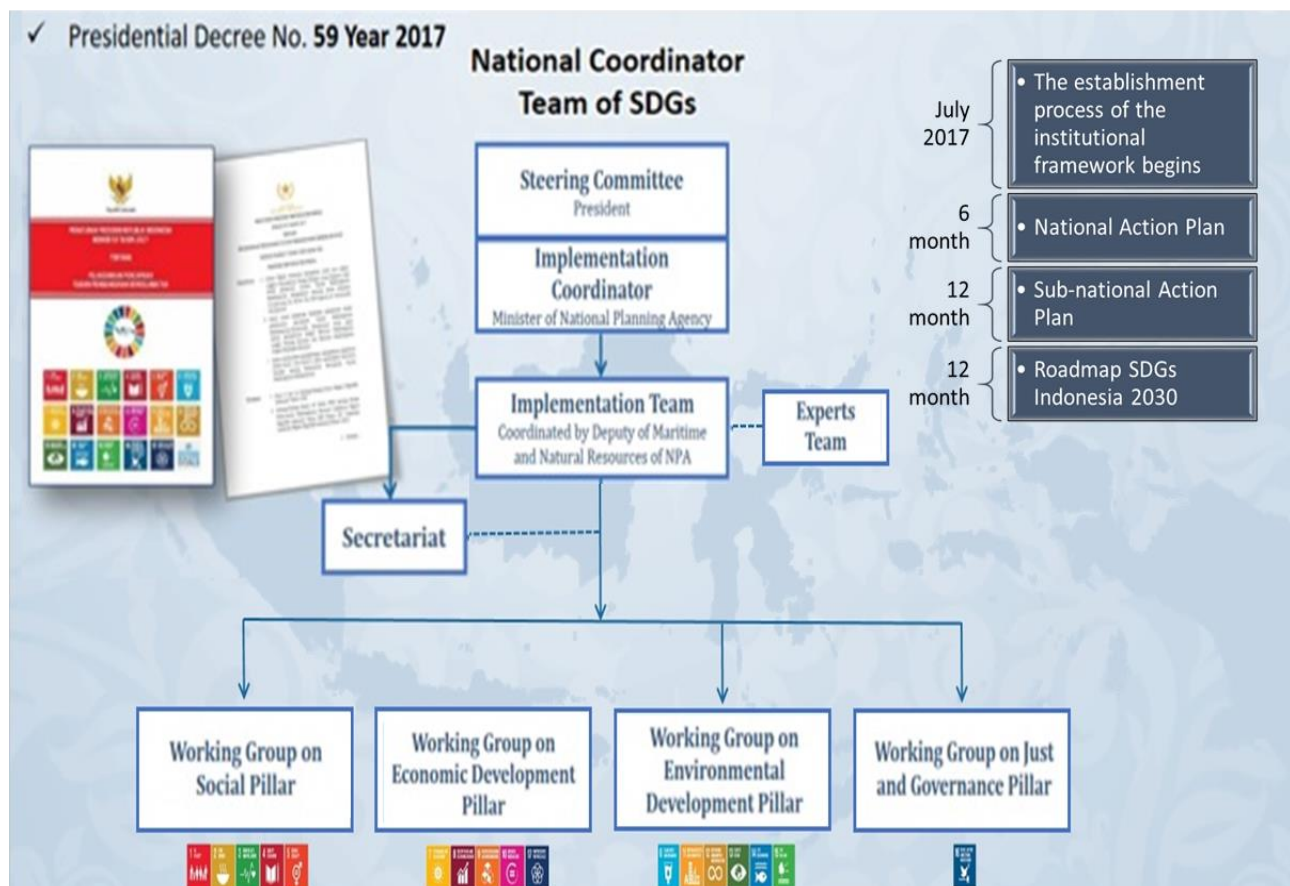 ✓ Presidential Decree No. 59 Year 2017
National Coordinator
Team of SDGs
Steering Committee
President
Implementation
Coordinator
Minister of National Planning Agency
Implementation Team
Coordinated by Deputy of Maritime
and Natural Resources of NPA
Experts
Team
Secretariat
Working Group on
Social Pillar
Working Group on
Economic Development
Pillar
Working Group on
Environmental
Development Pillar
Working Group on Just
and Governance Pillar
July
2017
• The establishment
process of the
institutional
framework begins
6
month
• National Action Plan
12
month
• Sub-national Action
Plan
12
month
• Roadmap SDGs
Indonesia 2030